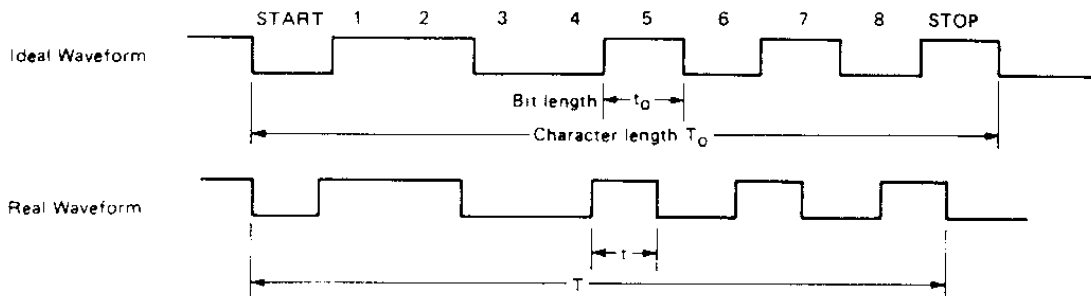 START 1 2 3 4 5 6 7 8 STOP
Ideal Waveform
Bit length t₀
Character length T₀
Real Waveform
t
T